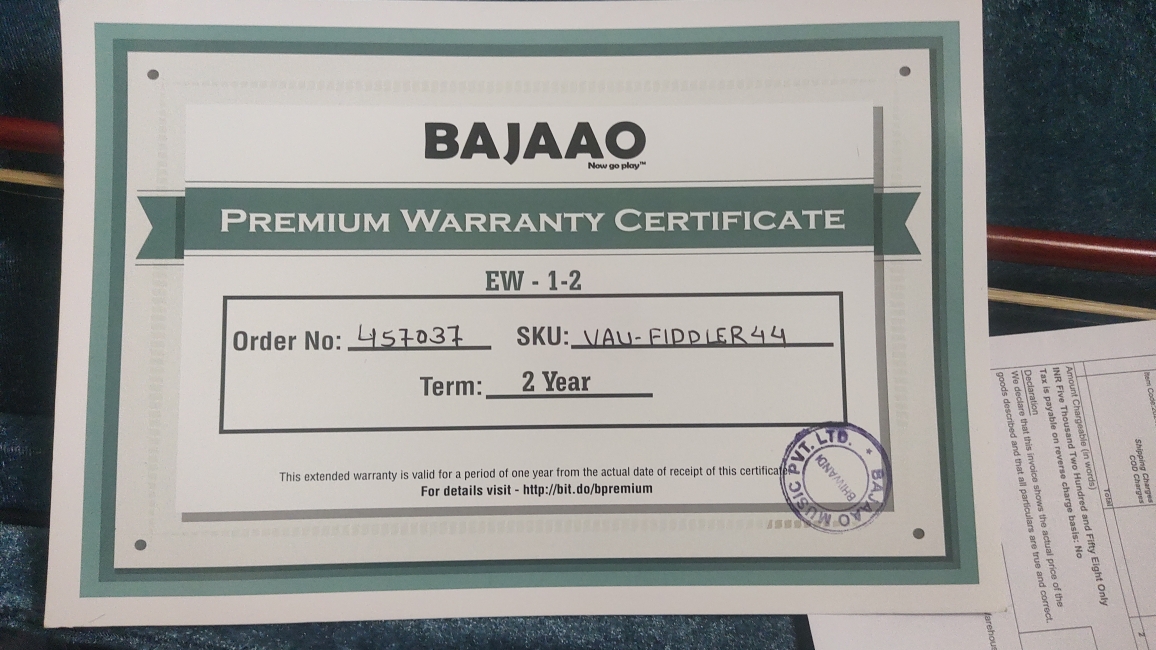 BAJAAO
Now go play™
PREMIUM WARRANTY CERTIFICATE
EW - 1-2
Order No: 457037 SKU: VAU-FIDDLER44
Term: 2 Year
This extended warranty is valid for a period of one year from the actual date of receipt of this certificate
For details visit - http://bit.do/bpremium
BAJAAO MUSIC PVT. LTD. *
BHIWANDI
Shipping Charges
COD Charges
Total
Amount Chargeable (in words)
INR Five Thousand Two Hundred and Fifty Eight Only
Tax is payable on reverse charge basis: No
Declaration
We declare that this invoice shows the actual price of the
goods described and that all particulars are true and correct.